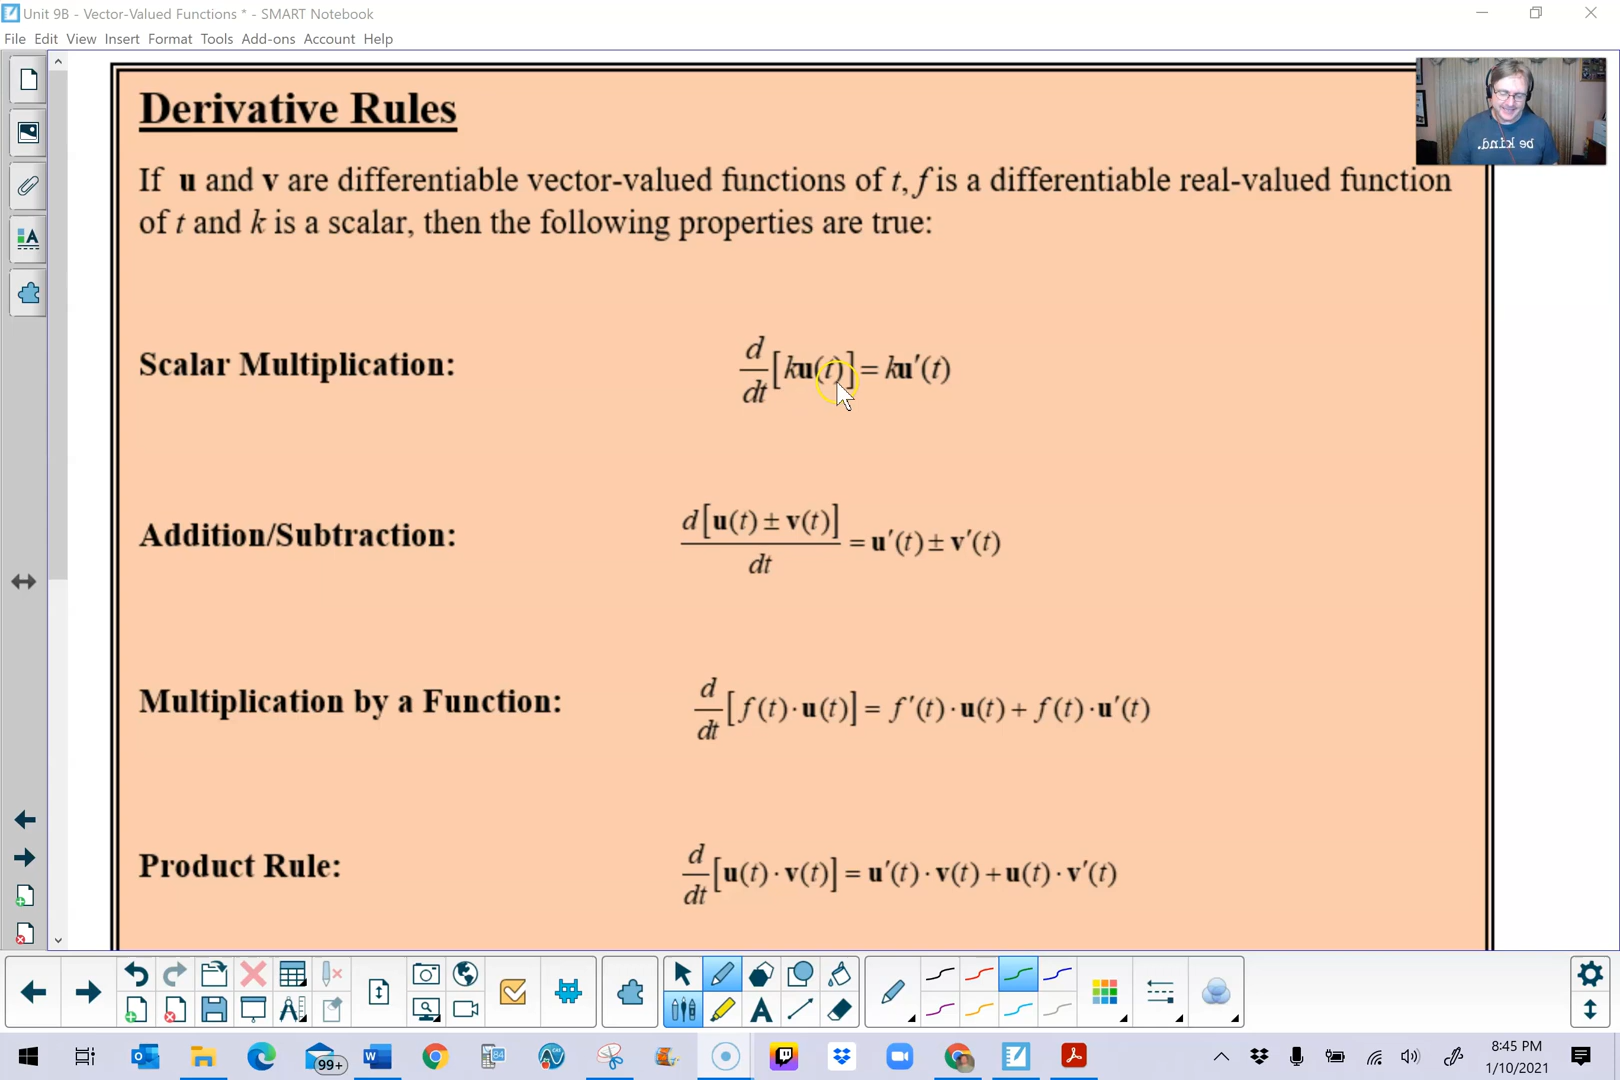 Unit 9B - Vector-Valued Functions * - SMART Notebook
File Edit View Insert Format Tools Add-ons Account Help
Derivative Rules
be kind.
If u and v are differentiable vector-valued functions of t, f is a differentiable real-valued function
of t and k is a scalar, then the following properties are true:
Scalar Multiplication: d/dt [ku(t)] = ku′(t)
Addition/Subtraction: d[u(t) ± v(t)]/dt = u′(t) ± v′(t)
Multiplication by a Function: d/dt [f(t) · u(t)] = f′(t) · u(t) + f(t) · u′(t)
Product Rule: d/dt [u(t) · v(t)] = u′(t) · v(t) + u(t) · v′(t)
99+
84
8:45 PM
1/10/2021